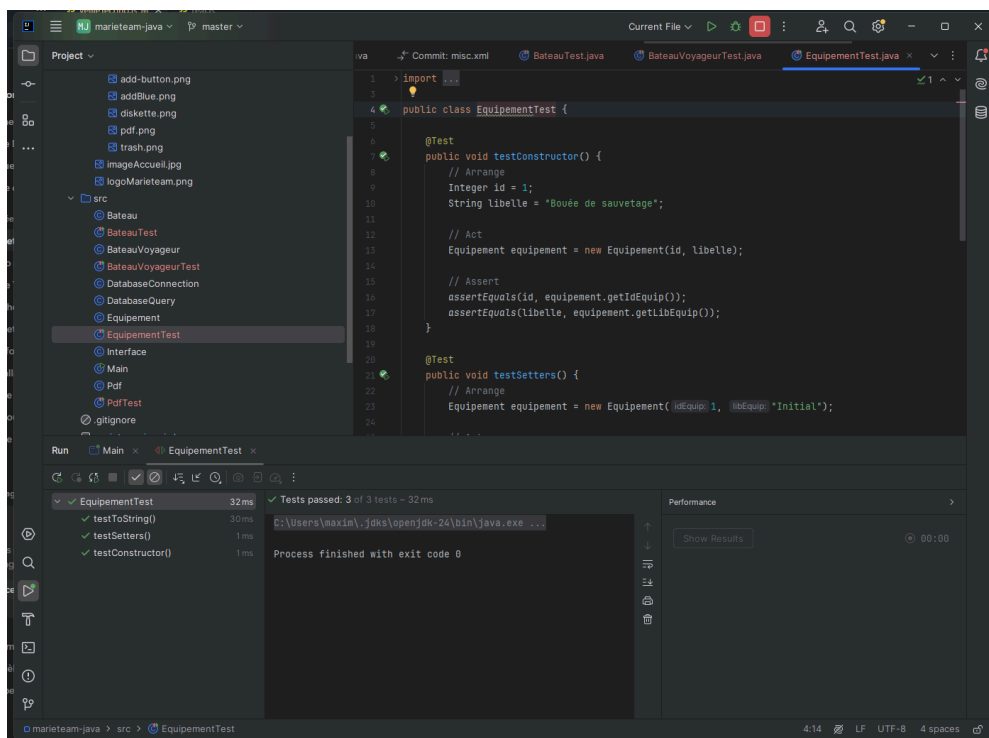 MJ marieteam-java master Current File
Project
iva Commit: misc.xml BateauTest.java BateauVoyageurTest.java EquipementTest.java
add-button.png
addBlue.png
diskette.png
pdf.png
trash.png
imageAccueil.jpg
logoMarieteam.png
src
Bateau
BateauTest
BateauVoyageur
BateauVoyageurTest
DatabaseConnection
DatabaseQuery
Equipement
EquipementTest
Interface
Main
Pdf
PdfTest
.gitignore
1 import ... 1
3
4 public class EquipementTest {
5
6 @Test
7 public void testConstructor() {
8 // Arrange
9 Integer id = 1;
10 String libelle = "Bouée de sauvetage";
11
12 // Act
13 Equipement equipement = new Equipement(id, libelle);
14
15 // Assert
16 assertEquals(id, equipement.getIdEquip());
17 assertEquals(libelle, equipement.getLibEquip());
18 }
19
20 @Test
21 public void testSetters() {
22 // Arrange
23 Equipement equipement = new Equipement( idEquip: 1, libEquip: "Initial");
24
Run Main EquipementTest
EquipementTest 32 ms
testToString() 30 ms
testSetters() 1 ms
testConstructor() 1 ms
Tests passed: 3 of 3 tests – 32 ms
C:\Users\maxim\.jdks\openjdk-24\bin\java.exe ...
Process finished with exit code 0
Performance
Show Results 00:00
marieteam-java > src > EquipementTest 4:14 LF UTF-8 4 spaces